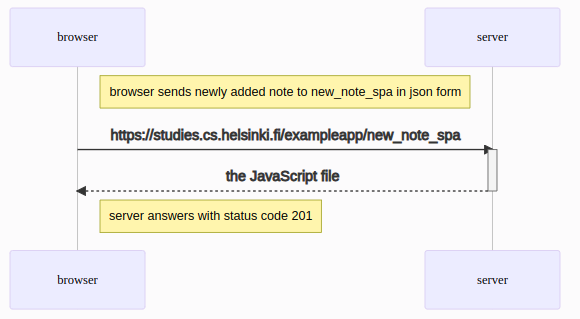 browser
server
browser sends newly added note to new_note_spa in json form
https://studies.cs.helsinki.fi/exampleapp/new_note_spa
the JavaScript file
server answers with status code 201
browser
server